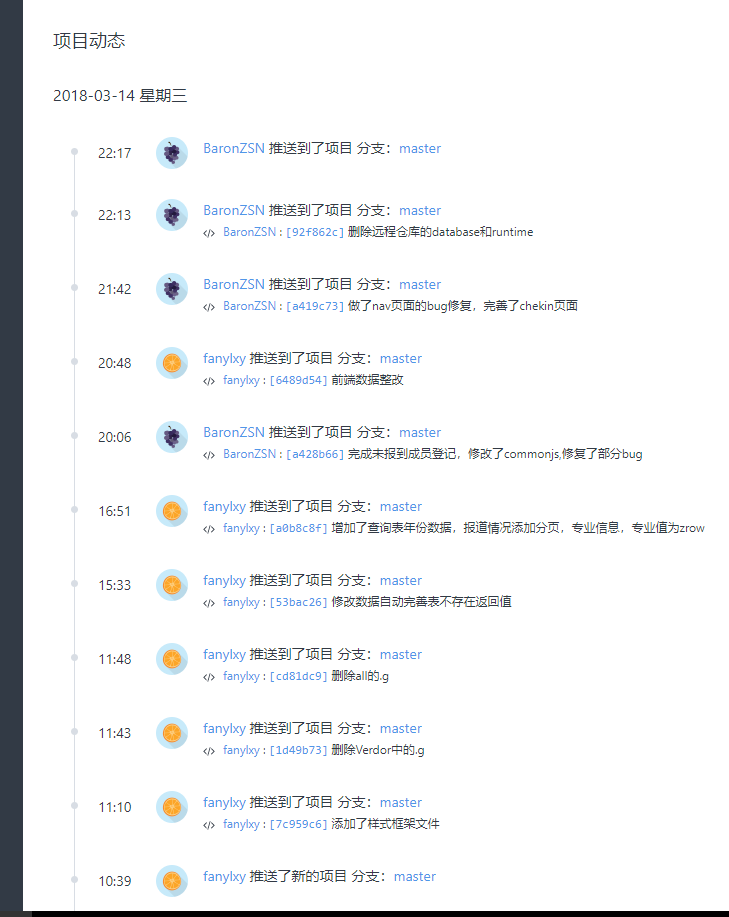 项目动态
2018-03-14 星期三
22:17 BaronZSN 推送到了项目 分支：master
22:13 BaronZSN 推送到了项目 分支：master
BaronZSN : [92f862c] 删除远程仓库的database和runtime
21:42 BaronZSN 推送到了项目 分支：master
BaronZSN : [a419c73] 做了nav页面的bug修复，完善了chekin页面
20:48 fanylxy 推送到了项目 分支：master
fanylxy : [6489d54] 前端数据整改
20:06 BaronZSN 推送到了项目 分支：master
BaronZSN : [a428b66] 完成未报到成员登记，修改了commonjs,修复了部分bug
16:51 fanylxy 推送到了项目 分支：master
fanylxy : [a0b8c8f] 增加了查询表年份数据，报道情况添加分页，专业信息，专业值为zrow
15:33 fanylxy 推送到了项目 分支：master
fanylxy : [53bac26] 修改数据自动完善表不存在返回值
11:48 fanylxy 推送到了项目 分支：master
fanylxy : [cd81dc9] 删除all的.g
11:43 fanylxy 推送到了项目 分支：master
fanylxy : [1d49b73] 删除Verdor中的.g
11:10 fanylxy 推送到了项目 分支：master
fanylxy : [7c959c6] 添加了样式框架文件
10:39 fanylxy 推送了新的项目 分支：master